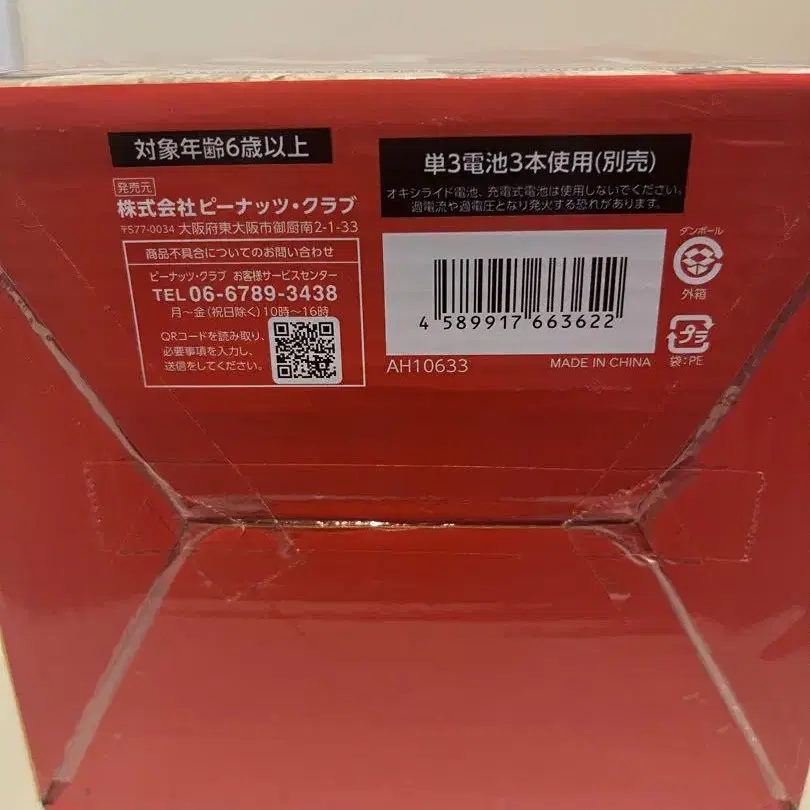 対象年齢6歳以上
発売元
株式会社ピーナッツ・クラブ
〒577-0034 大阪府東大阪市御厨南2-1-33
商品不具合についてのお問い合わせ
ピーナッツ・クラブ お客様サービスセンター
TEL 06-6789-3438
月～金(祝日除く)10時～16時
QRコードを読み取り、
必要事項を入力し、
送信をしてください。
単3電池3本使用(別売)
オキシライド電池、充電式電池は使用しないでください。
過電流や過電圧となり発火する恐れがあります。
4 589917 663622
AH10633
MADE IN CHINA
ダンボール
外箱
プラ
袋:PE